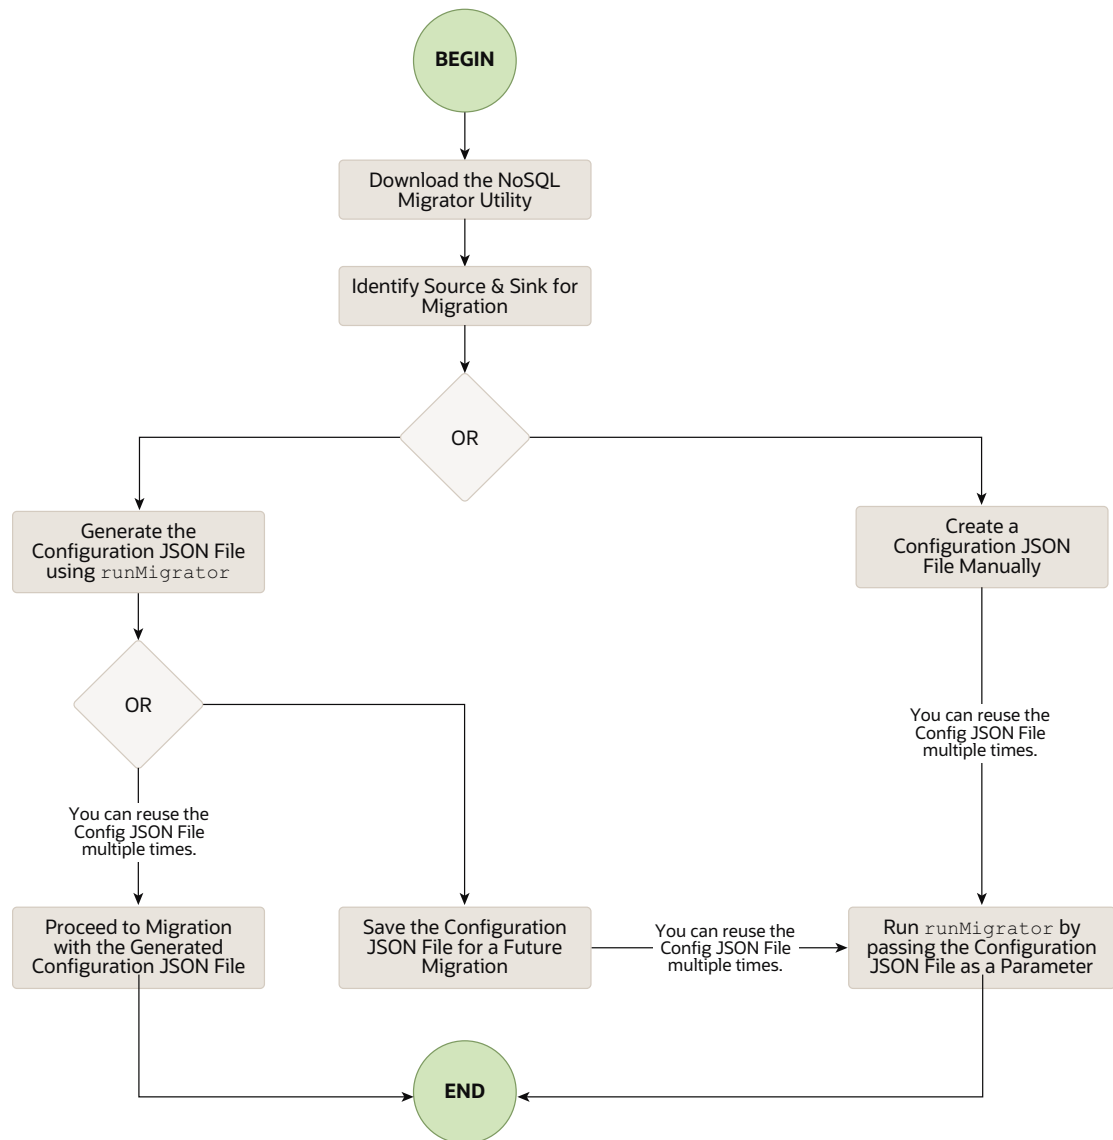 BEGIN
Download the NoSQL
Migrator Utility
Identify Source & Sink for
Migration
OR
Generate the
Configuration JSON File
using runMigrator
Create a
Configuration JSON
File Manually
OR
You can reuse the
Config JSON File
multiple times.
You can reuse the
Config JSON File
multiple times.
Proceed to Migration
with the Generated
Configuration JSON File
Save the Configuration
JSON File for a Future
Migration
You can reuse the
Config JSON File
multiple times.
Run runMigrator by
passing the Configuration
JSON File as a Parameter
END